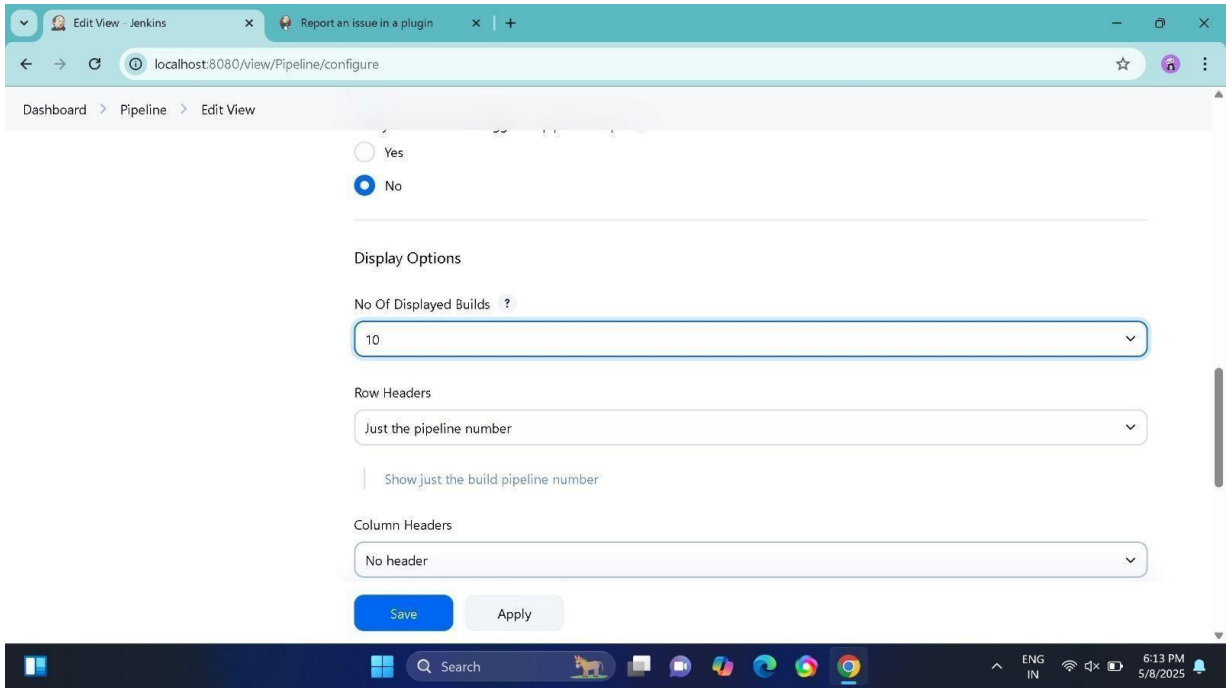 Edit View - Jenkins
Report an issue in a plugin
localhost:8080/view/Pipeline/configure
Dashboard > Pipeline > Edit View
Yes
No
Display Options
No Of Displayed Builds ?
10
Row Headers
Just the pipeline number
Show just the build pipeline number
Column Headers
No header
Save Apply
Search
ENG
IN
6:13 PM
5/8/2025